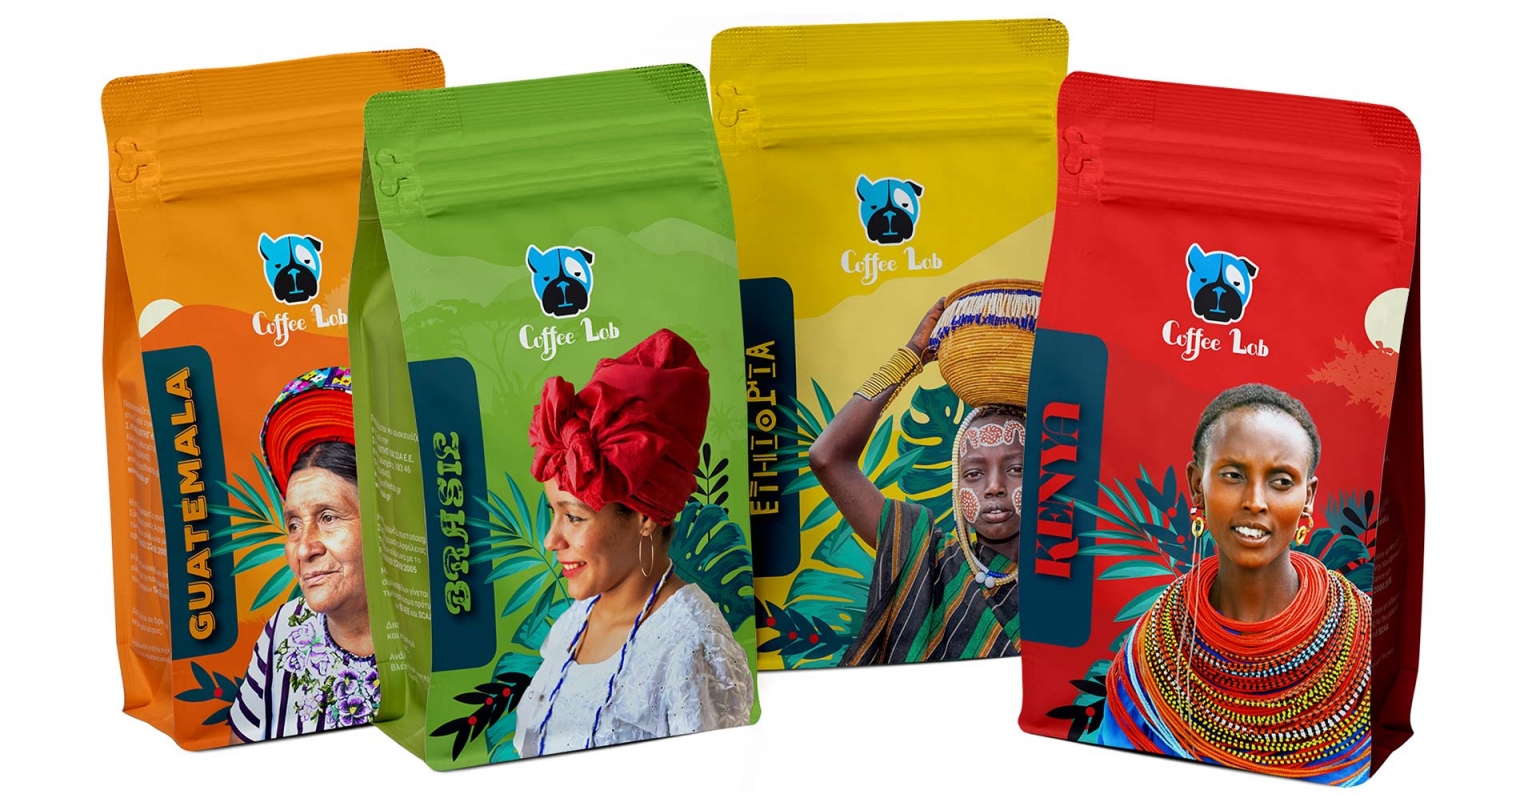 Coffee Lab
GUATEMALA
Coffee Lab
BRASIL
Coffee Lab
ETHIOPIA
Coffee Lab
KENYA